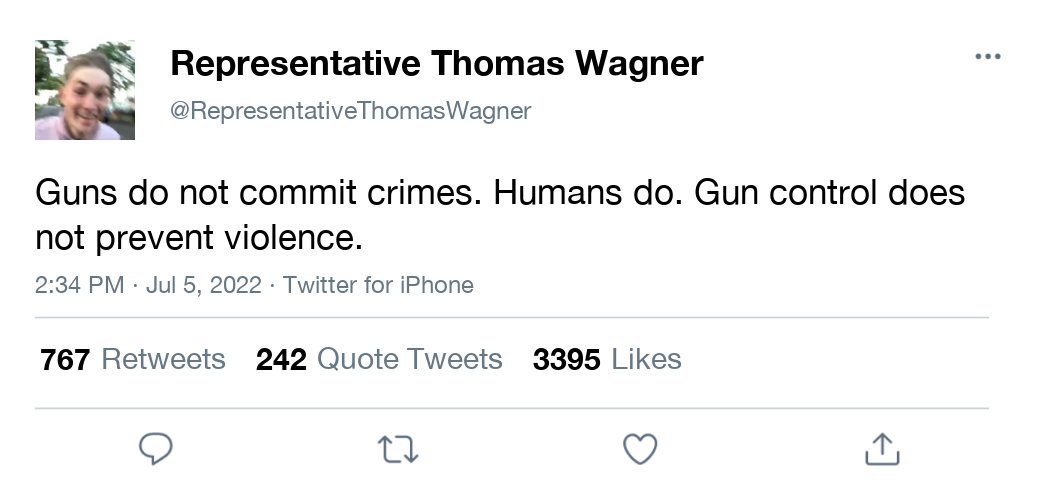 Representative Thomas Wagner
@RepresentativeThomasWagner
Guns do not commit crimes. Humans do. Gun control does
not prevent violence.
2:34 PM · Jul 5, 2022 · Twitter for iPhone
767 Retweets 242 Quote Tweets 3395 Likes